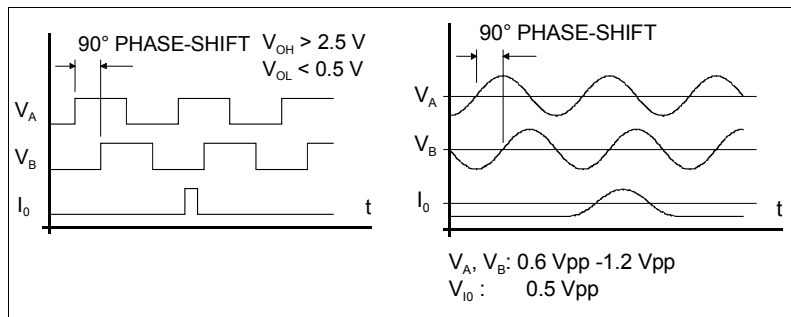 90° PHASE-SHIFT
V_OH > 2.5 V
V_OL < 0.5 V
V_A
V_B
I_0
t
90° PHASE-SHIFT
V_A
V_B
I_0
t
V_A, V_B: 0.6 Vpp -1.2 Vpp
V_I0 : 0.5 Vpp